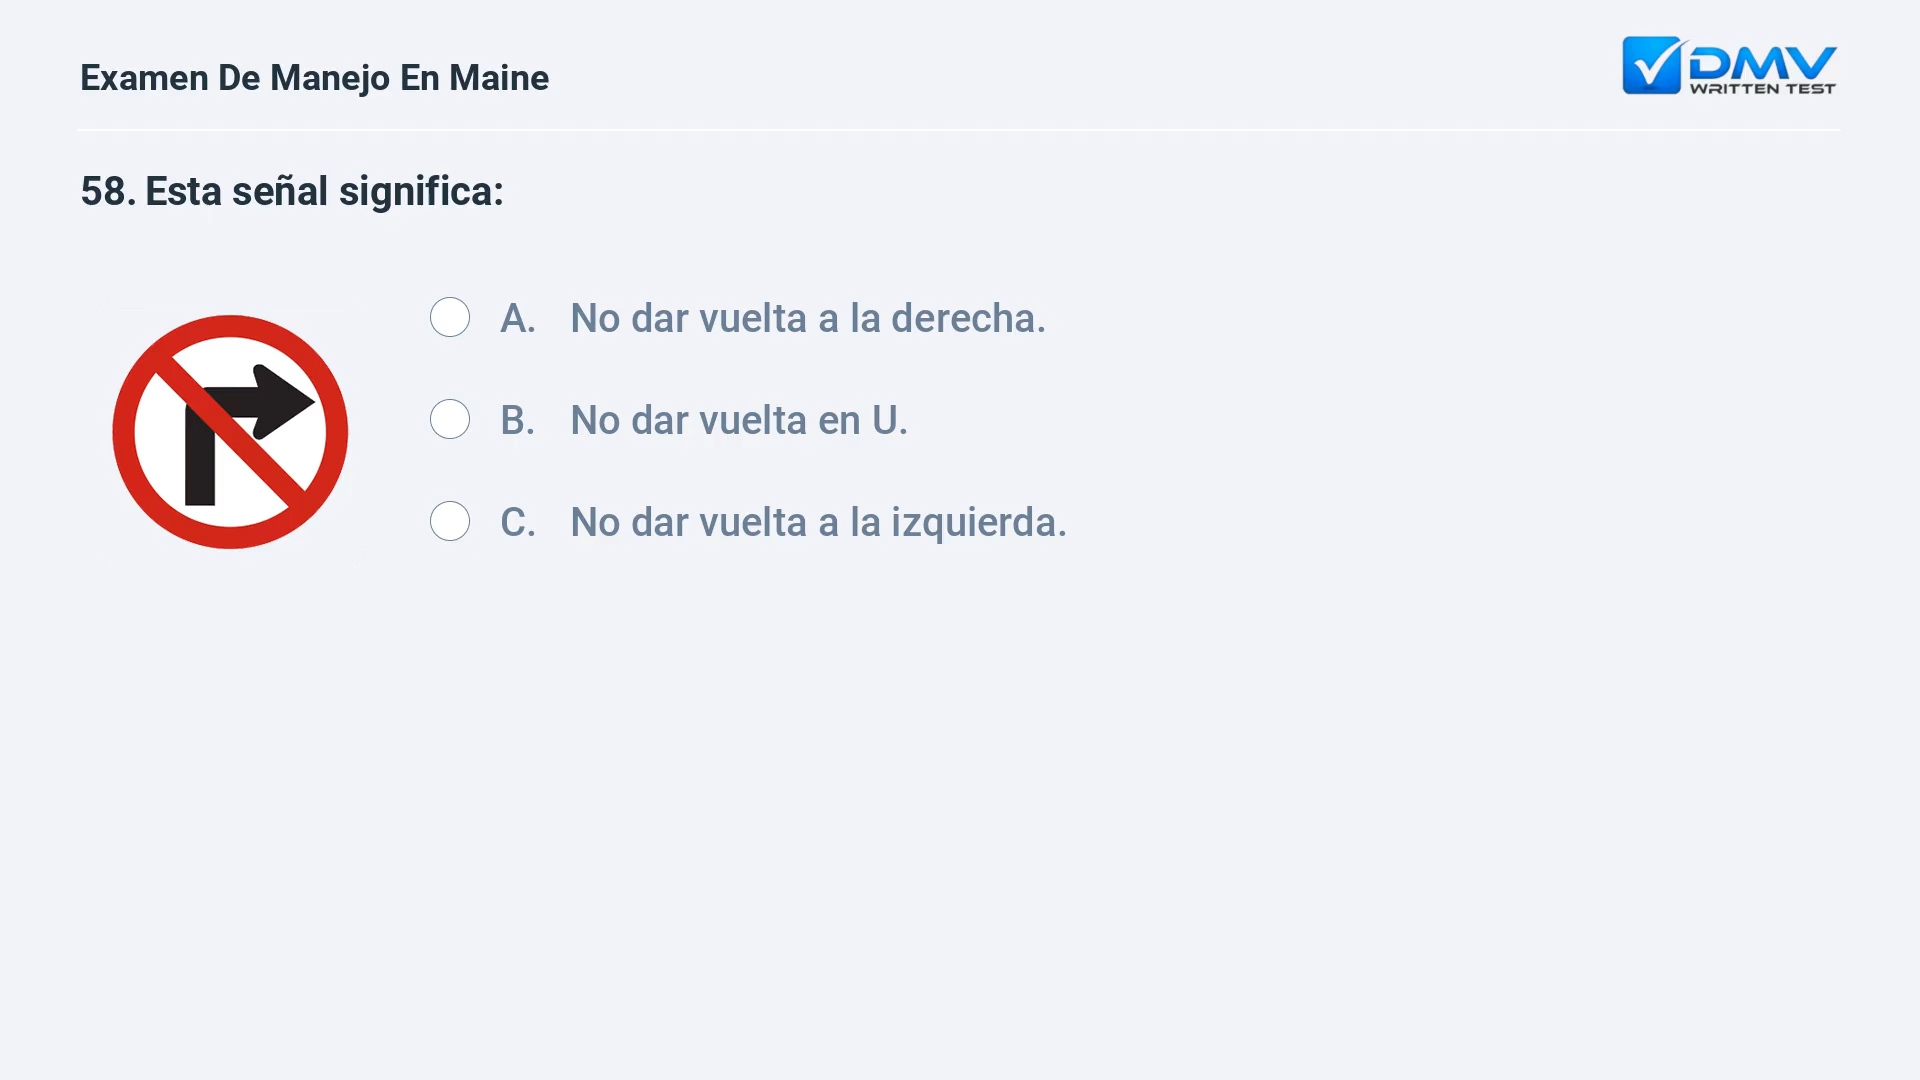 Examen De Manejo En Maine
DMV
WRITTEN TEST
58. Esta señal significa:
A. No dar vuelta a la derecha.
B. No dar vuelta en U.
C. No dar vuelta a la izquierda.